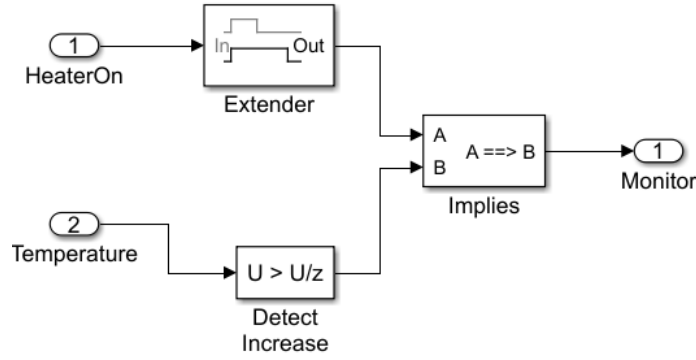 1
HeaterOn
In
Out
Extender
A
B
A ==> B
Implies
1
Monitor
2
Temperature
U > U/z
Detect
Increase